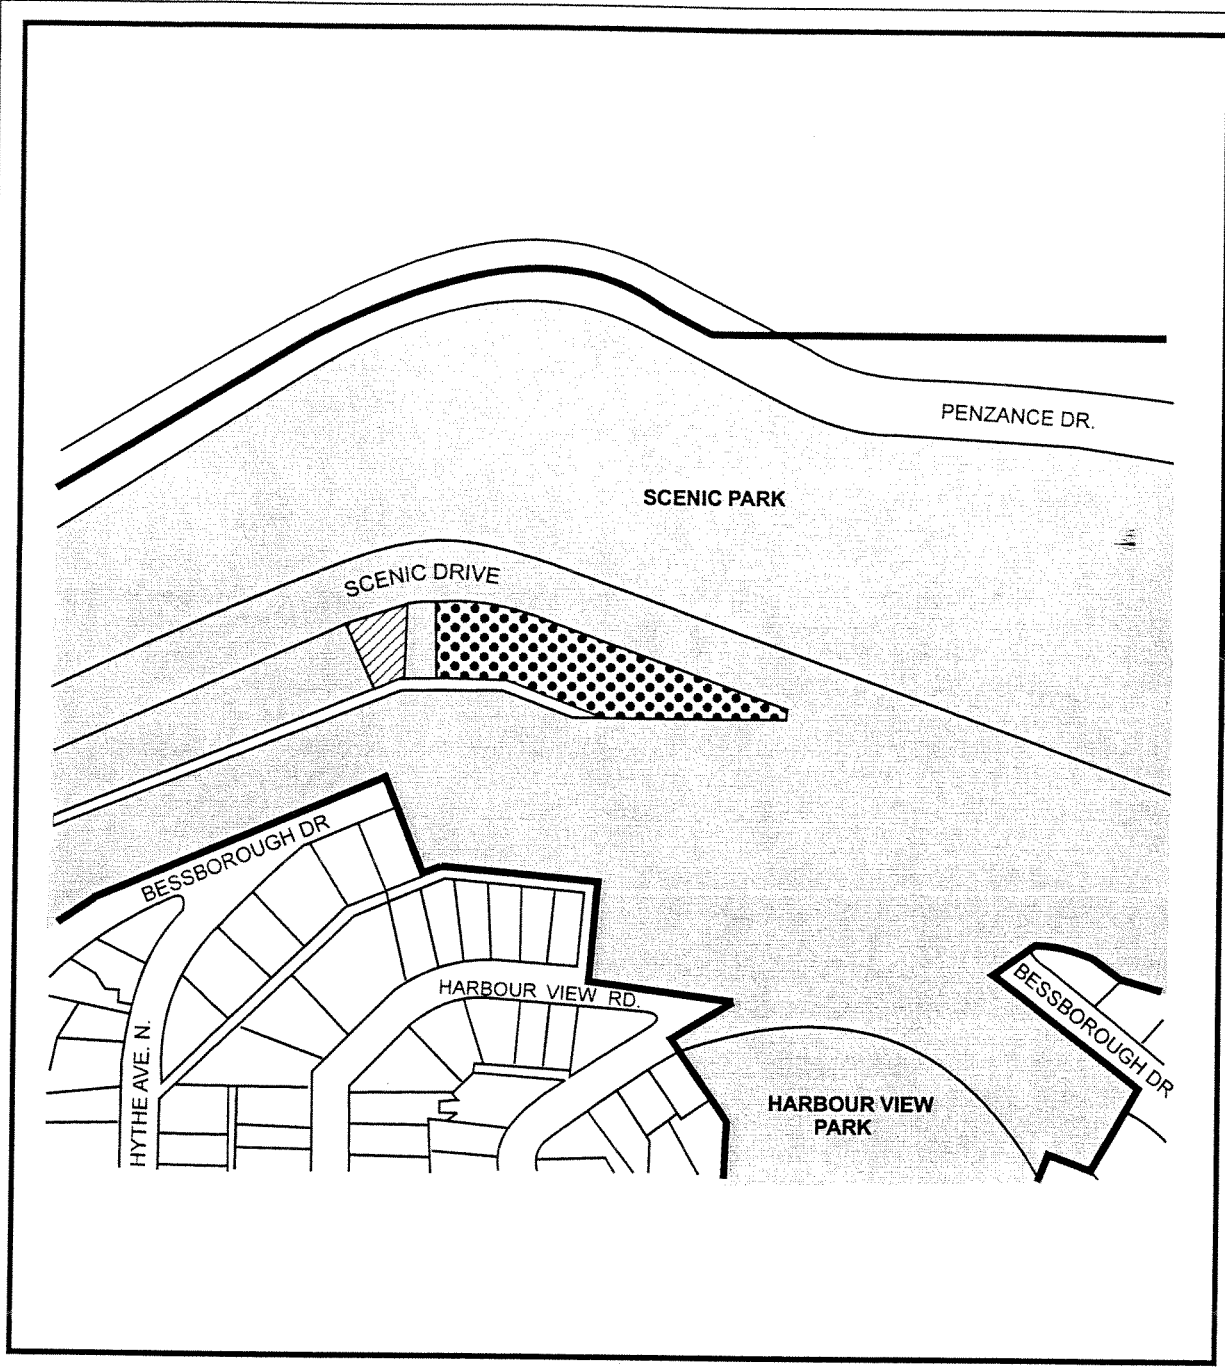 PENZANCE DR.
SCENIC PARK
SCENIC DRIVE
BESSBOROUGH DR
HARBOUR VIEW RD.
BESSBOROUGH DR
HYTHE AVE. N.
HARBOUR VIEW
PARK